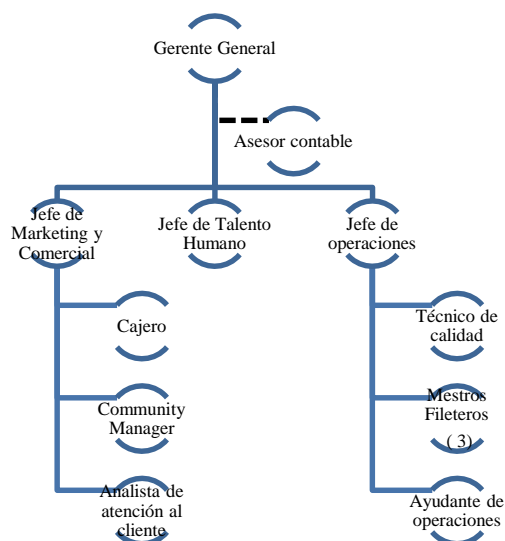 Gerente General
Asesor contable
Jefe de
Marketing y
Comercial
Jefe de Talento
Humano
Jefe de
operaciones
Cajero
Community
Manager
Analista de
atención al
cliente
Técnico de
calidad
Mestros
Fileteros
( 3)
Ayudante de
operaciones